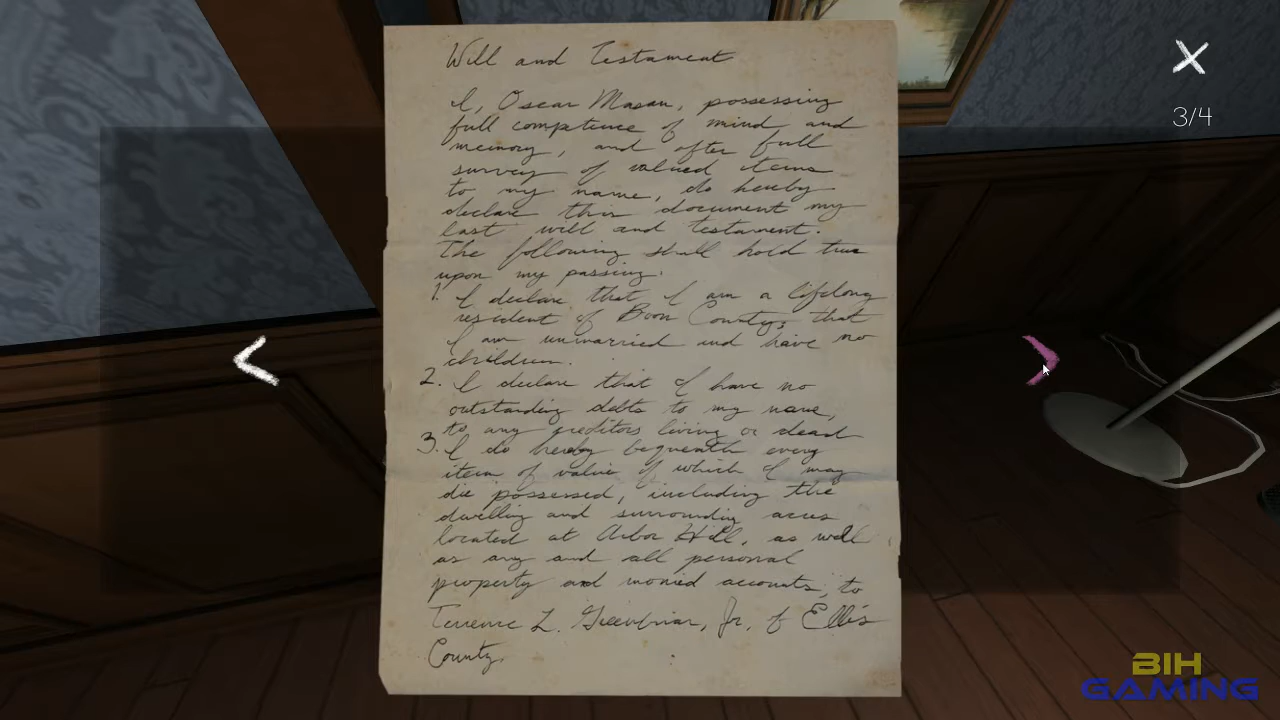 3/4
Will and Testament
I, Oscar Masan, possessing
full competence of mind and
memory, and after full
survey of valued items
to my name, do hereby
declare this document my
last will and testament.
The following shall hold true
upon my passing.
1. I declare that I am a lifelong
resident of Boon County, that
I am unmarried and have no
children.
2. I declare that I have no
outstanding debts to my name,
to any creditors living or dead
3. I do hereby bequeath every
item of value of which I may
die possessed, including the
dwelling and surrounding acres
located at Arbor Hill, as well
as any and all personal
property and monied accounts, to
Terrence L. Greenbriar, Jr. of Ellis
County.
BIH
GAMING